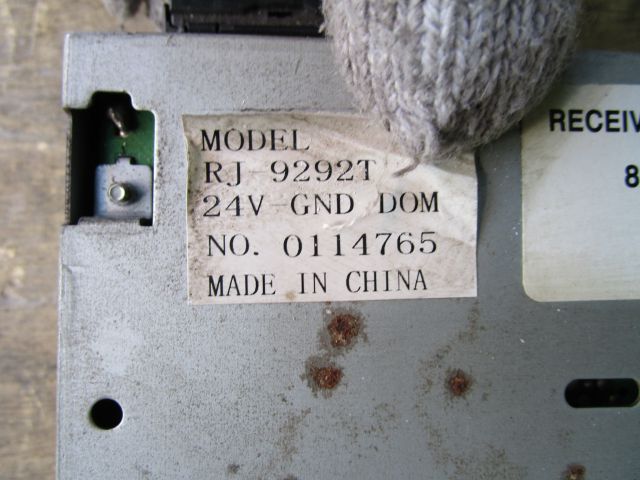 MODEL
RJ-9292T
24V-GND DOM
NO. 0114765
MADE IN CHINA
RECEIV
8